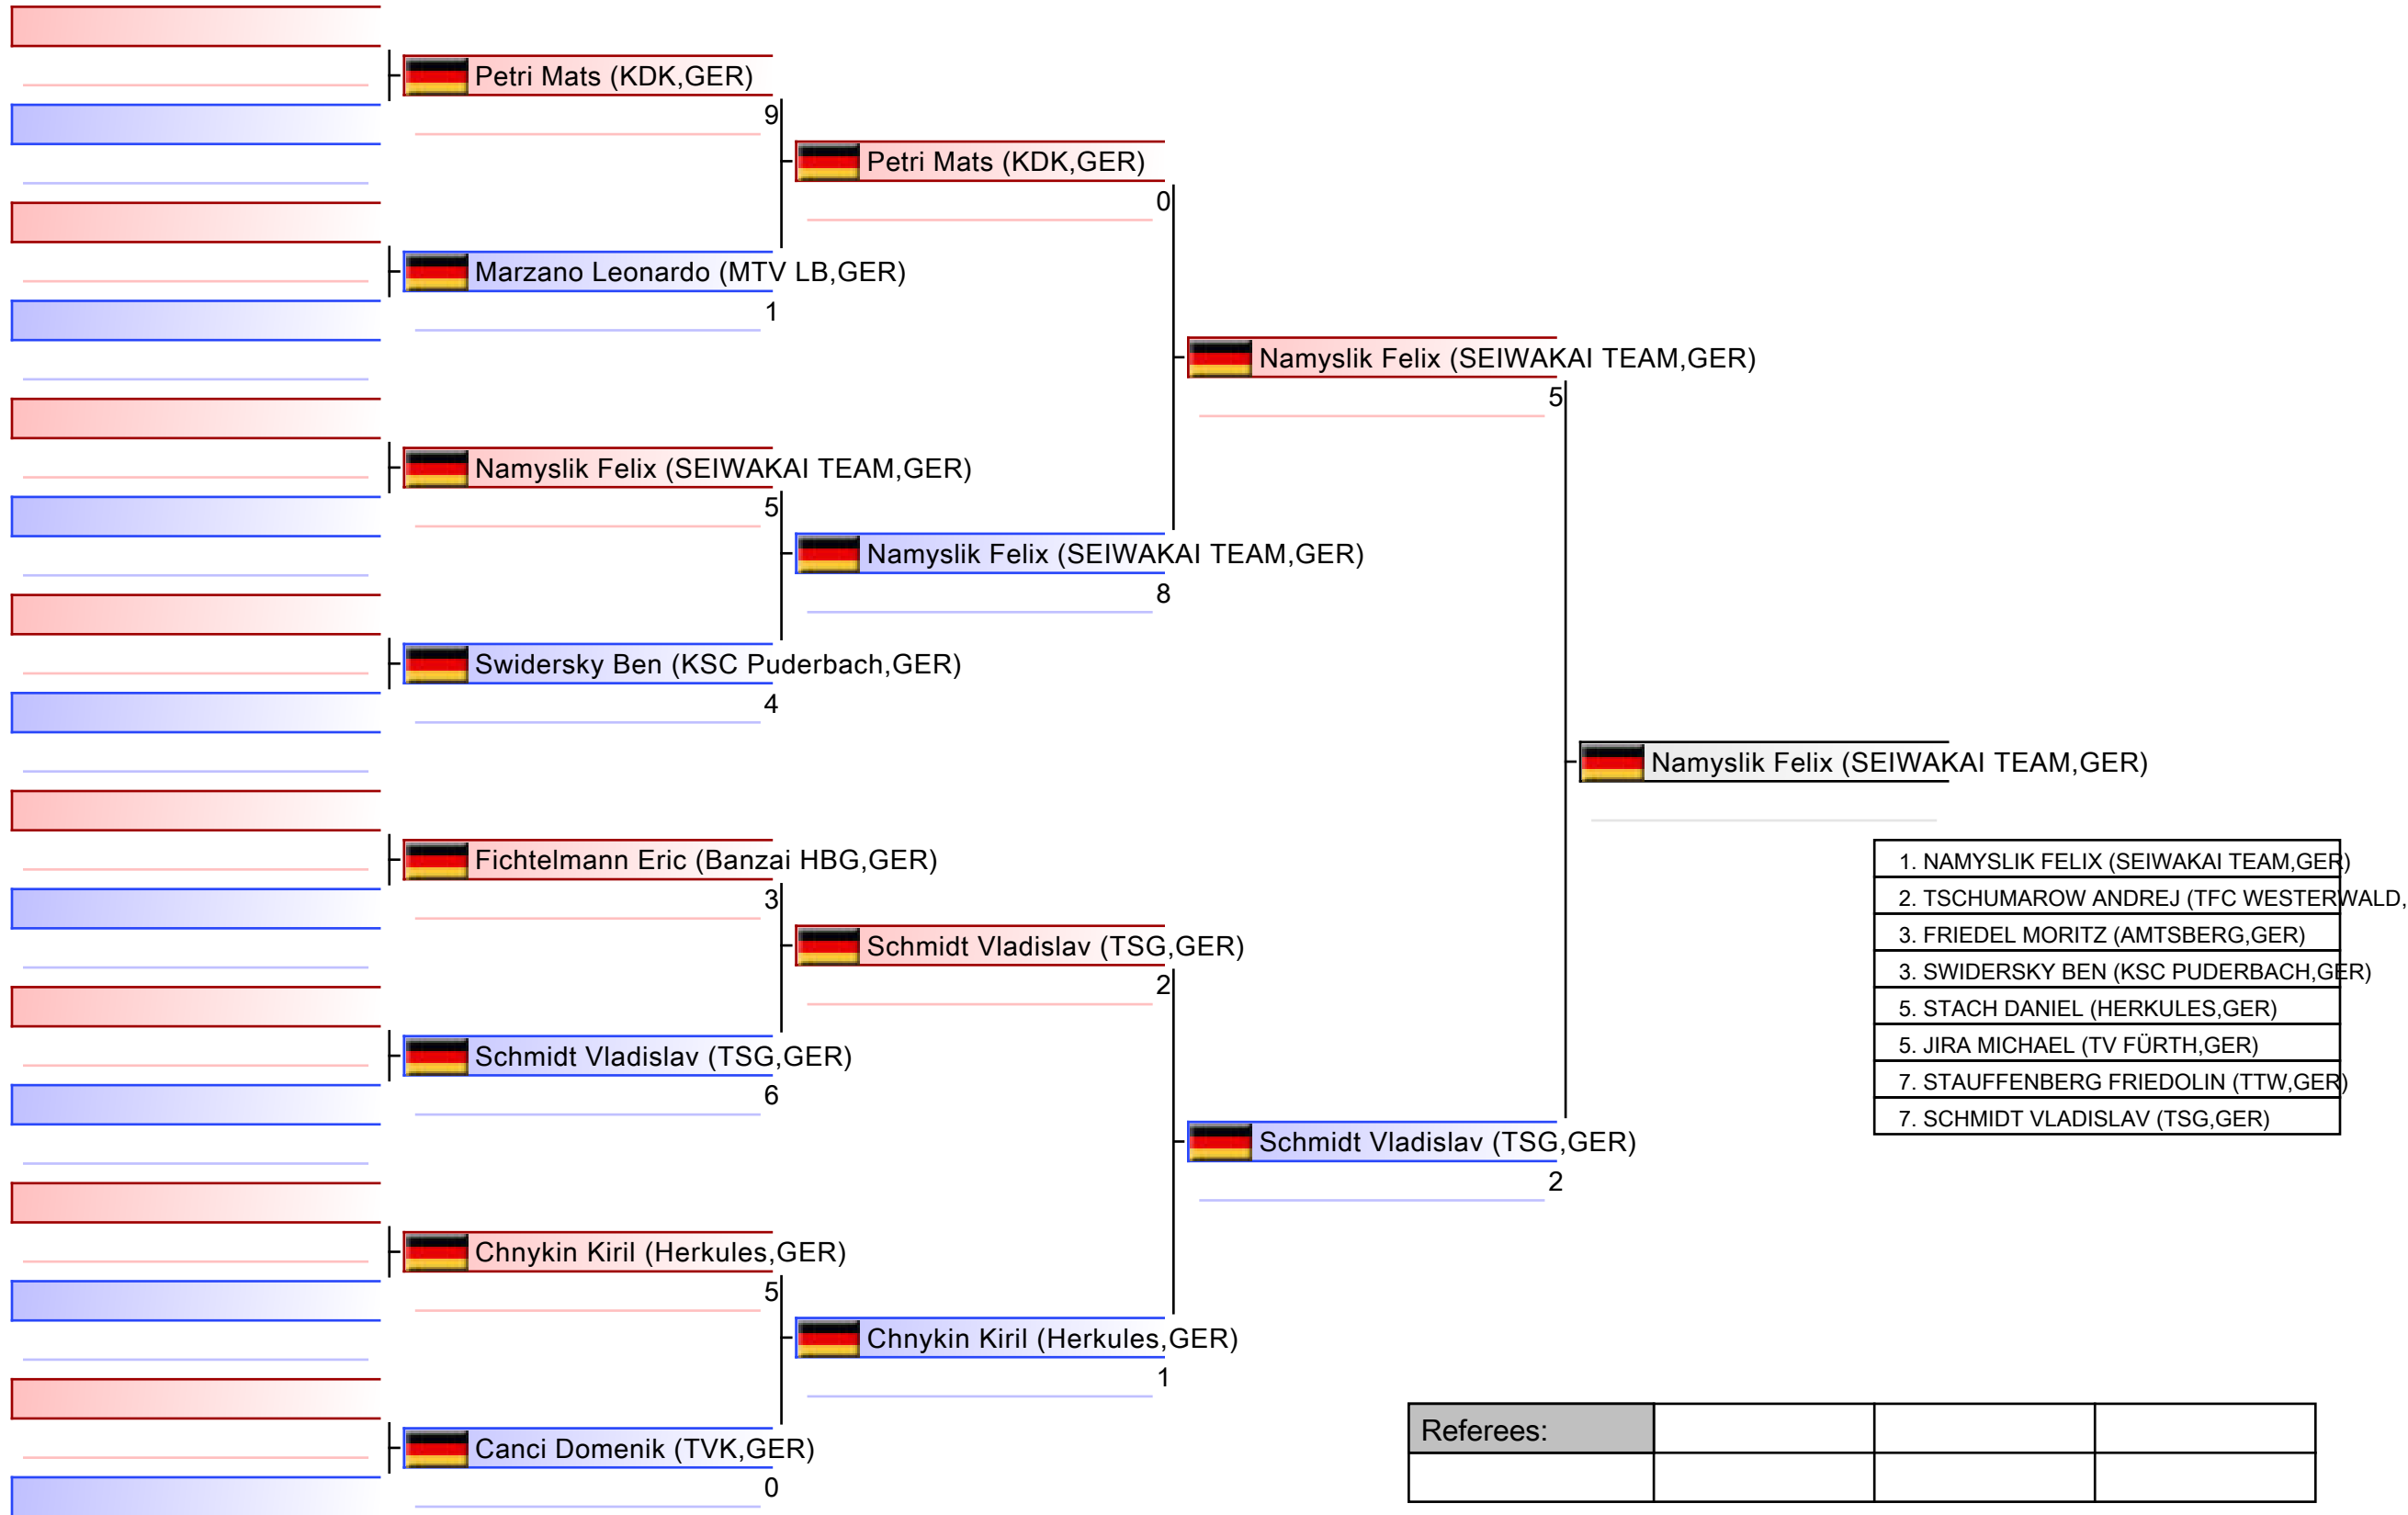 Petri Mats (KDK,GER)
9
Petri Mats (KDK,GER)
0
Marzano Leonardo (MTV LB,GER)
1
Namyslik Felix (SEIWAKAI TEAM,GER)
5
Namyslik Felix (SEIWAKAI TEAM,GER)
5
Namyslik Felix (SEIWAKAI TEAM,GER)
8
Swidersky Ben (KSC Puderbach,GER)
4
Namyslik Felix (SEIWAKAI TEAM,GER)
Fichtelmann Eric (Banzai HBG,GER)
3
Schmidt Vladislav (TSG,GER)
2
Schmidt Vladislav (TSG,GER)
6
Schmidt Vladislav (TSG,GER)
2
Chnykin Kiril (Herkules,GER)
5
Chnykin Kiril (Herkules,GER)
1
Canci Domenik (TVK,GER)
0
1. NAMYSLIK FELIX (SEIWAKAI TEAM,GER)
2. TSCHUMAROW ANDREJ (TFC WESTERWALD,
3. FRIEDEL MORITZ (AMTSBERG,GER)
3. SWIDERSKY BEN (KSC PUDERBACH,GER)
5. STACH DANIEL (HERKULES,GER)
5. JIRA MICHAEL (TV FÜRTH,GER)
7. STAUFFENBERG FRIEDOLIN (TTW,GER)
7. SCHMIDT VLADISLAV (TSG,GER)
Referees: